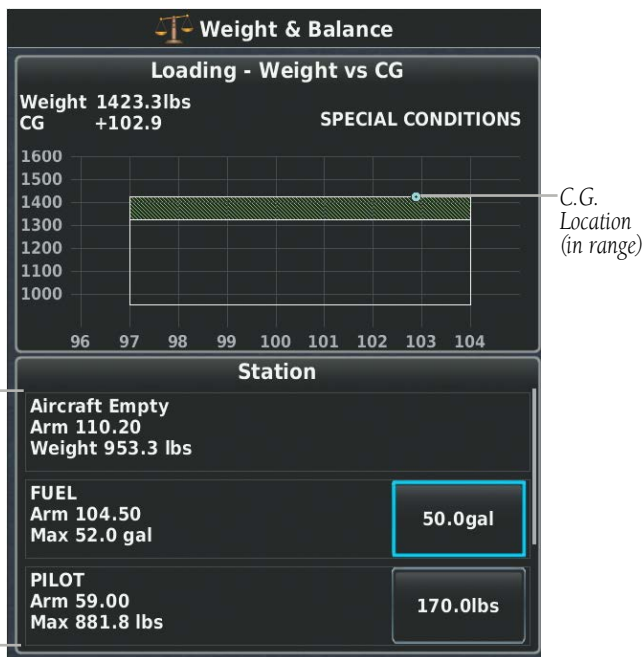 Weight & Balance
Loading - Weight vs CG
Weight 1423.3lbs
CG +102.9
SPECIAL CONDITIONS
1600
1500
1400
1300
1200
1100
1000
96 97 98 99 100 101 102 103 104
C.G.
Location
(in range)
Station
Aircraft Empty
Arm 110.20
Weight 953.3 lbs
FUEL
Arm 104.50
Max 52.0 gal
50.0gal
PILOT
Arm 59.00
Max 881.8 lbs
170.0lbs